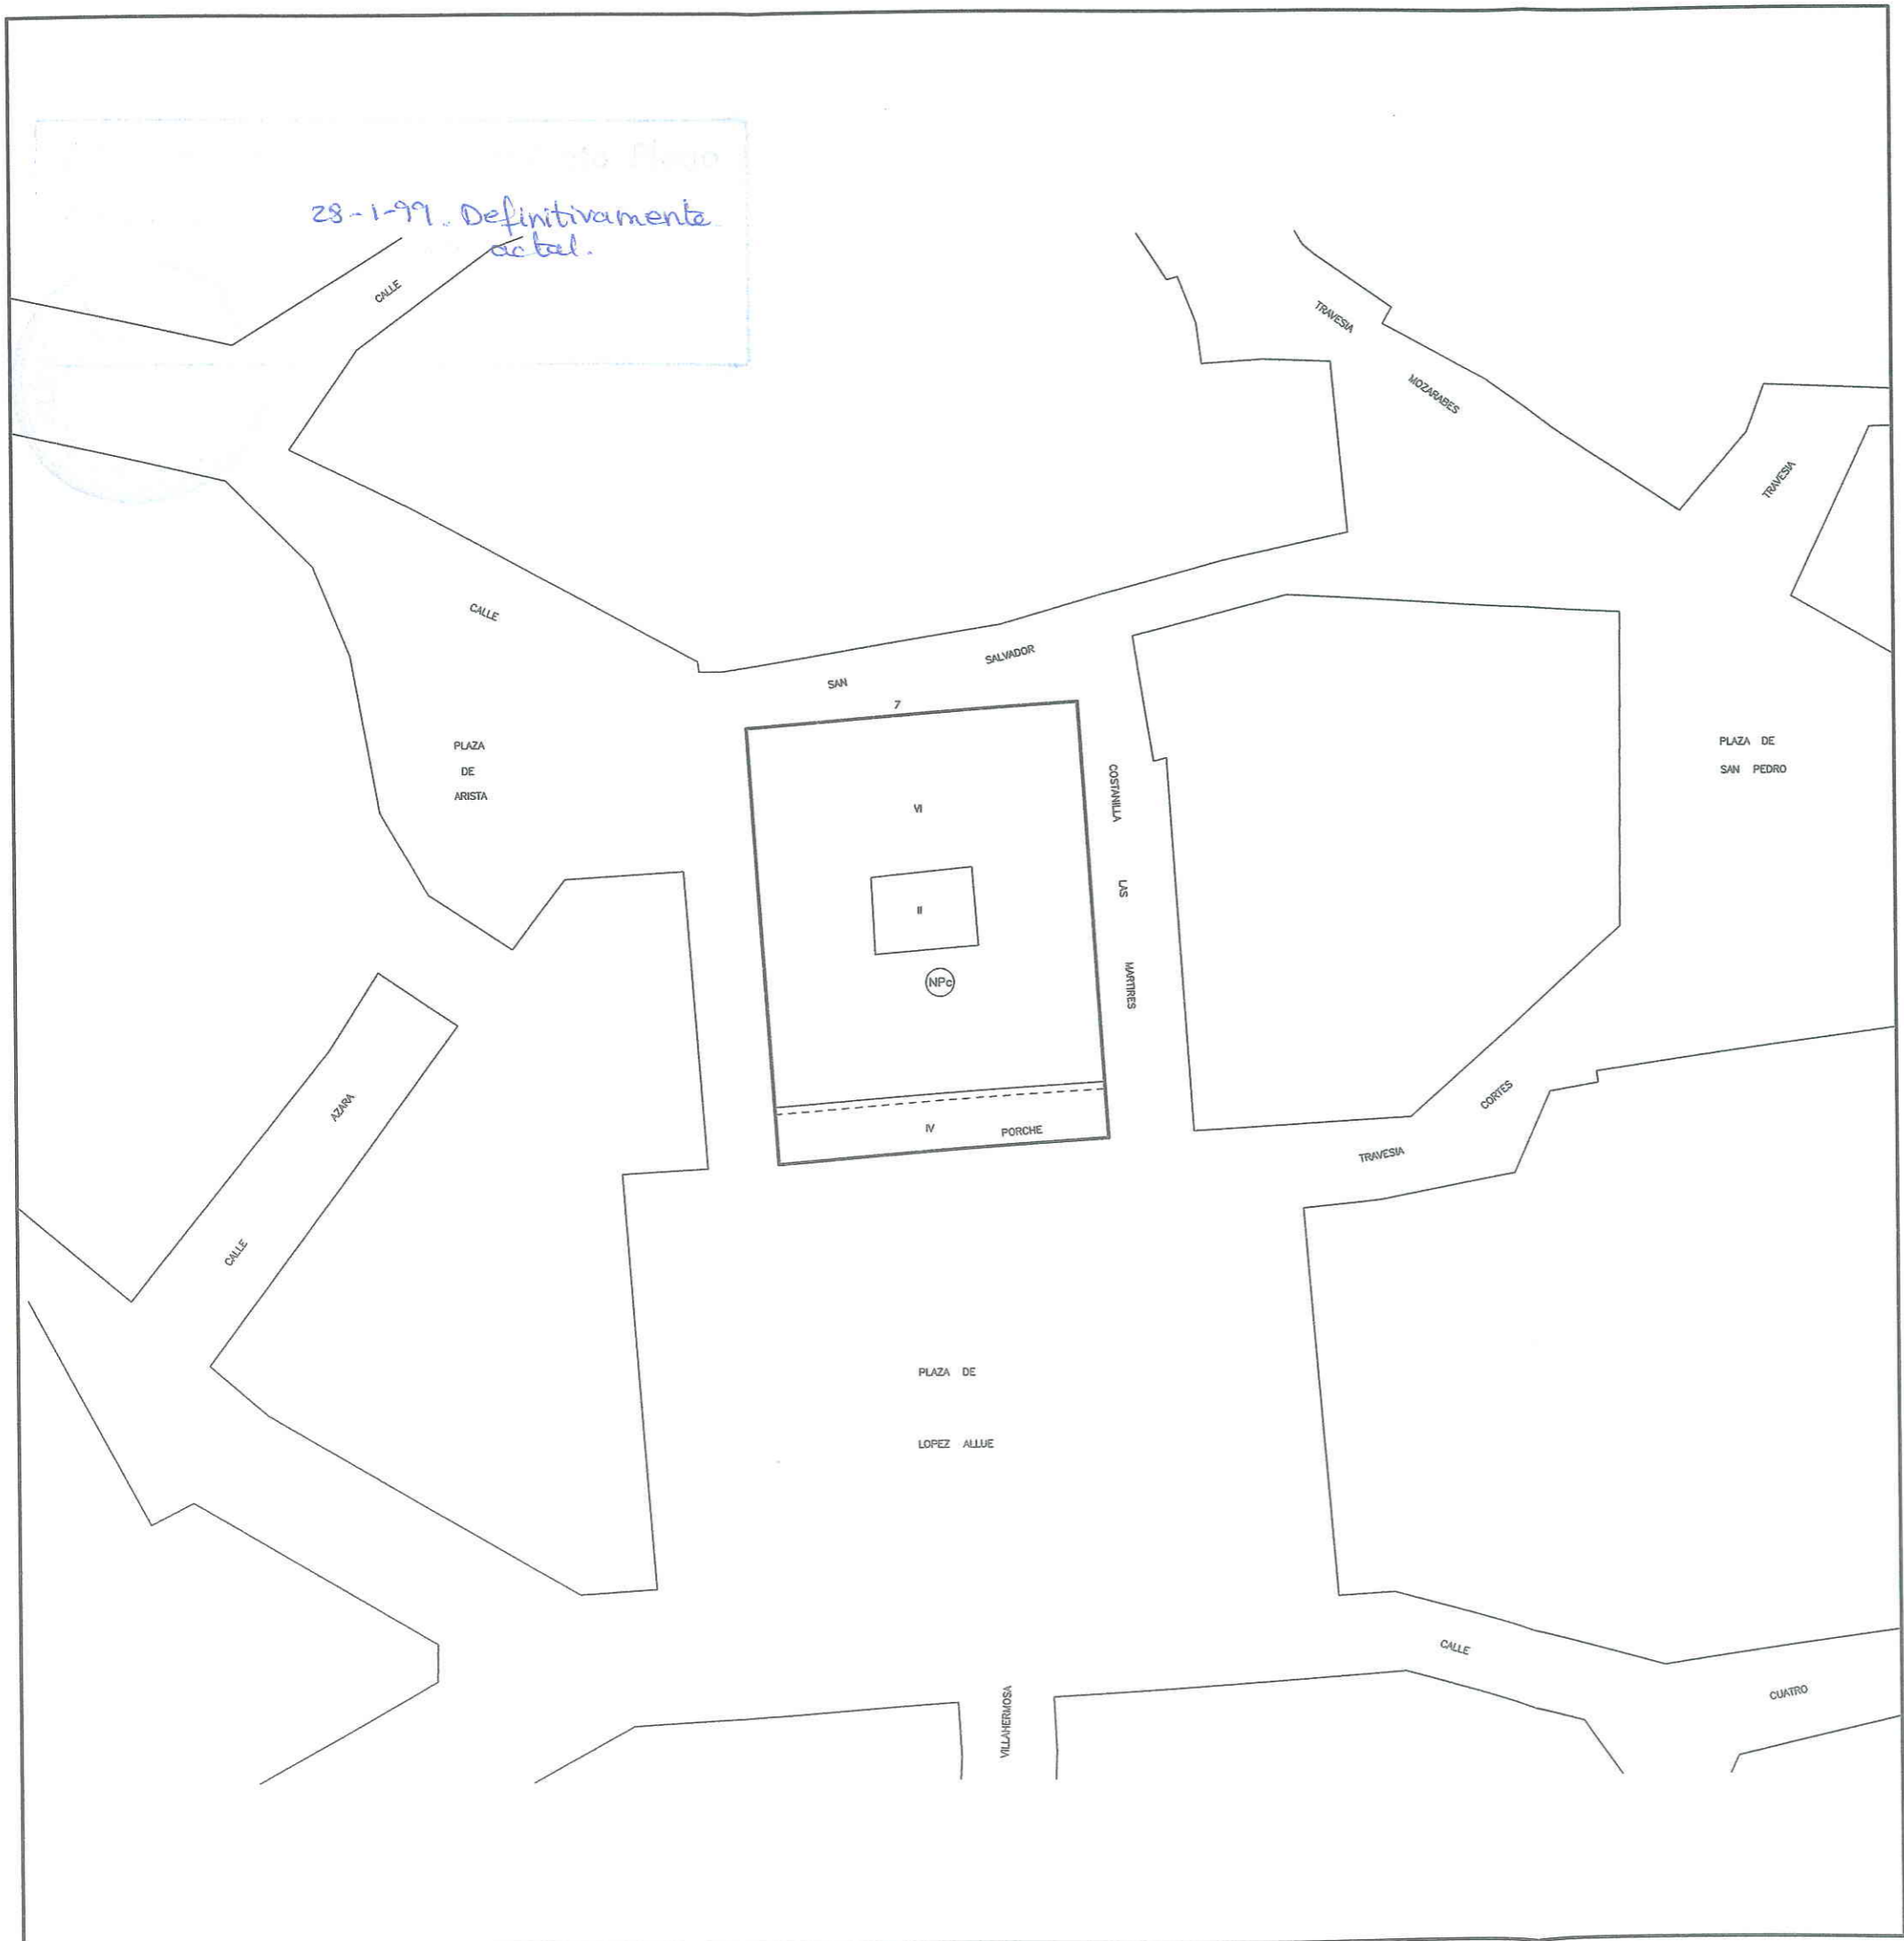 28-1-99. Definitivamente
actal.
CALLE
TRAVESIA
MOZARABES
TRAVESIA
CALLE
SAN
SALVADOR
7
PLAZA
DE
ARISTA
PLAZA DE
SAN PEDRO
COSTANILLA
LAS
MARTIRES
VI
II
NPc
AZARA
CALLE
IV
PORCHE
CORTES
TRAVESIA
PLAZA DE
LOPEZ ALLUE
CALLE
CUATRO
VILLAHERMOSA